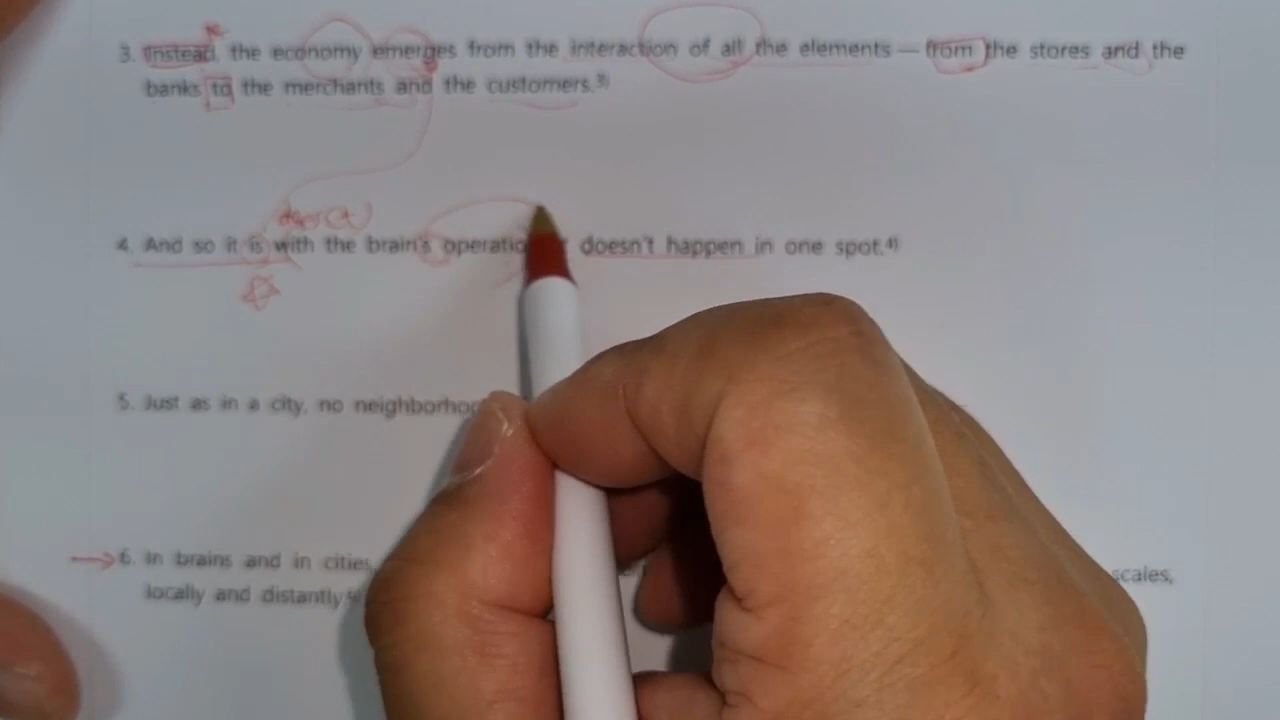 3. Instead, the economy emerges from the interaction of all the elements — from the stores and the
banks to the merchants and the customers.3)
does(x)
4. And so it is with the brain's doesn't happen in one spot.4)
5. Just as in a city, no
6. In brains and in cities, scales,
locally and distantly